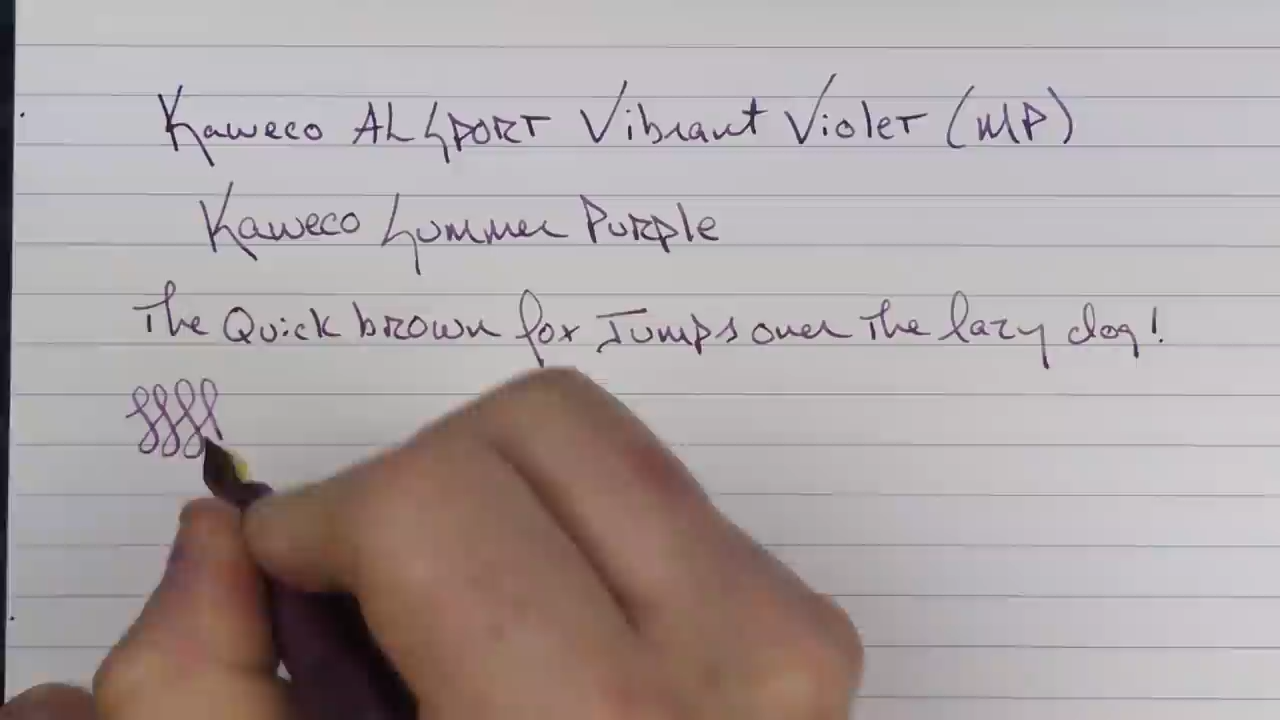 Kaweco AL SPORT Vibrant Violet (MP)
Kaweco Summer Purple
The Quick brown fox Jumps over The lazy dog!